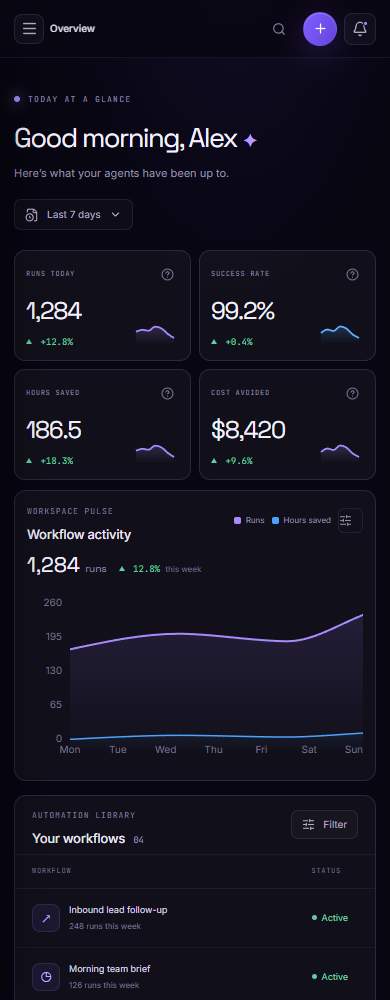 Overview
TODAY AT A GLANCE
Good morning, Alex
Here's what your agents have been up to.
Last 7 days
RUNS TODAY
1,284
+12.8%
SUCCESS RATE
99.2%
+0.4%
HOURS SAVED
186.5
+18.3%
COST AVOIDED
$8,420
+9.6%
WORKSPACE PULSE
Workflow activity
Runs
Hours saved
1,284 runs 12.8% this week
260
195
130
65
0
Mon Tue Wed Thu Fri Sat Sun
AUTOMATION LIBRARY
Your workflows 04
Filter
WORKFLOW STATUS
Inbound lead follow-up
248 runs this week
Active
Morning team brief
126 runs this week
Active